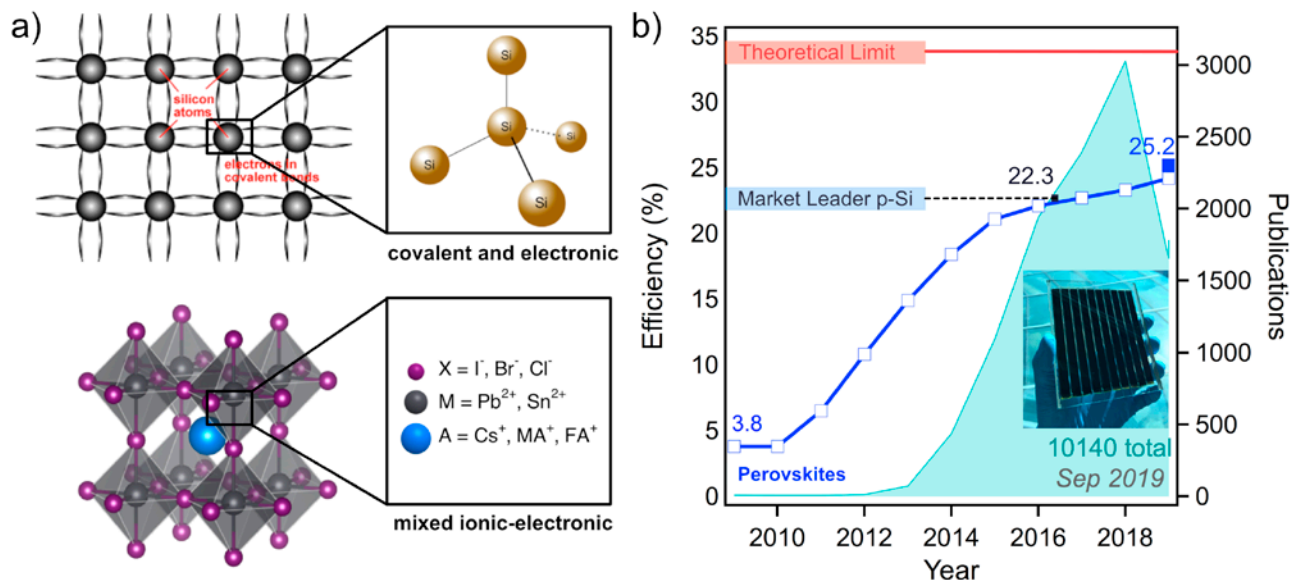 a)
silicon
atoms
electrons in
covalent bonds
Si
Si
Si
Si
Si
covalent and electronic
X = I⁻, Br⁻, Cl⁻
M = Pb²⁺, Sn²⁺
A = Cs⁺, MA⁺, FA⁺
mixed ionic-electronic
b)
35
30
25
20
15
10
5
0
Efficiency (%)
Theoretical Limit
Market Leader p-Si
22.3
25.2
3.8
Perovskites
10140 total
Sep 2019
3000
2500
2000
1500
1000
500
0
Publications
2010
2012
2014
2016
2018
Year